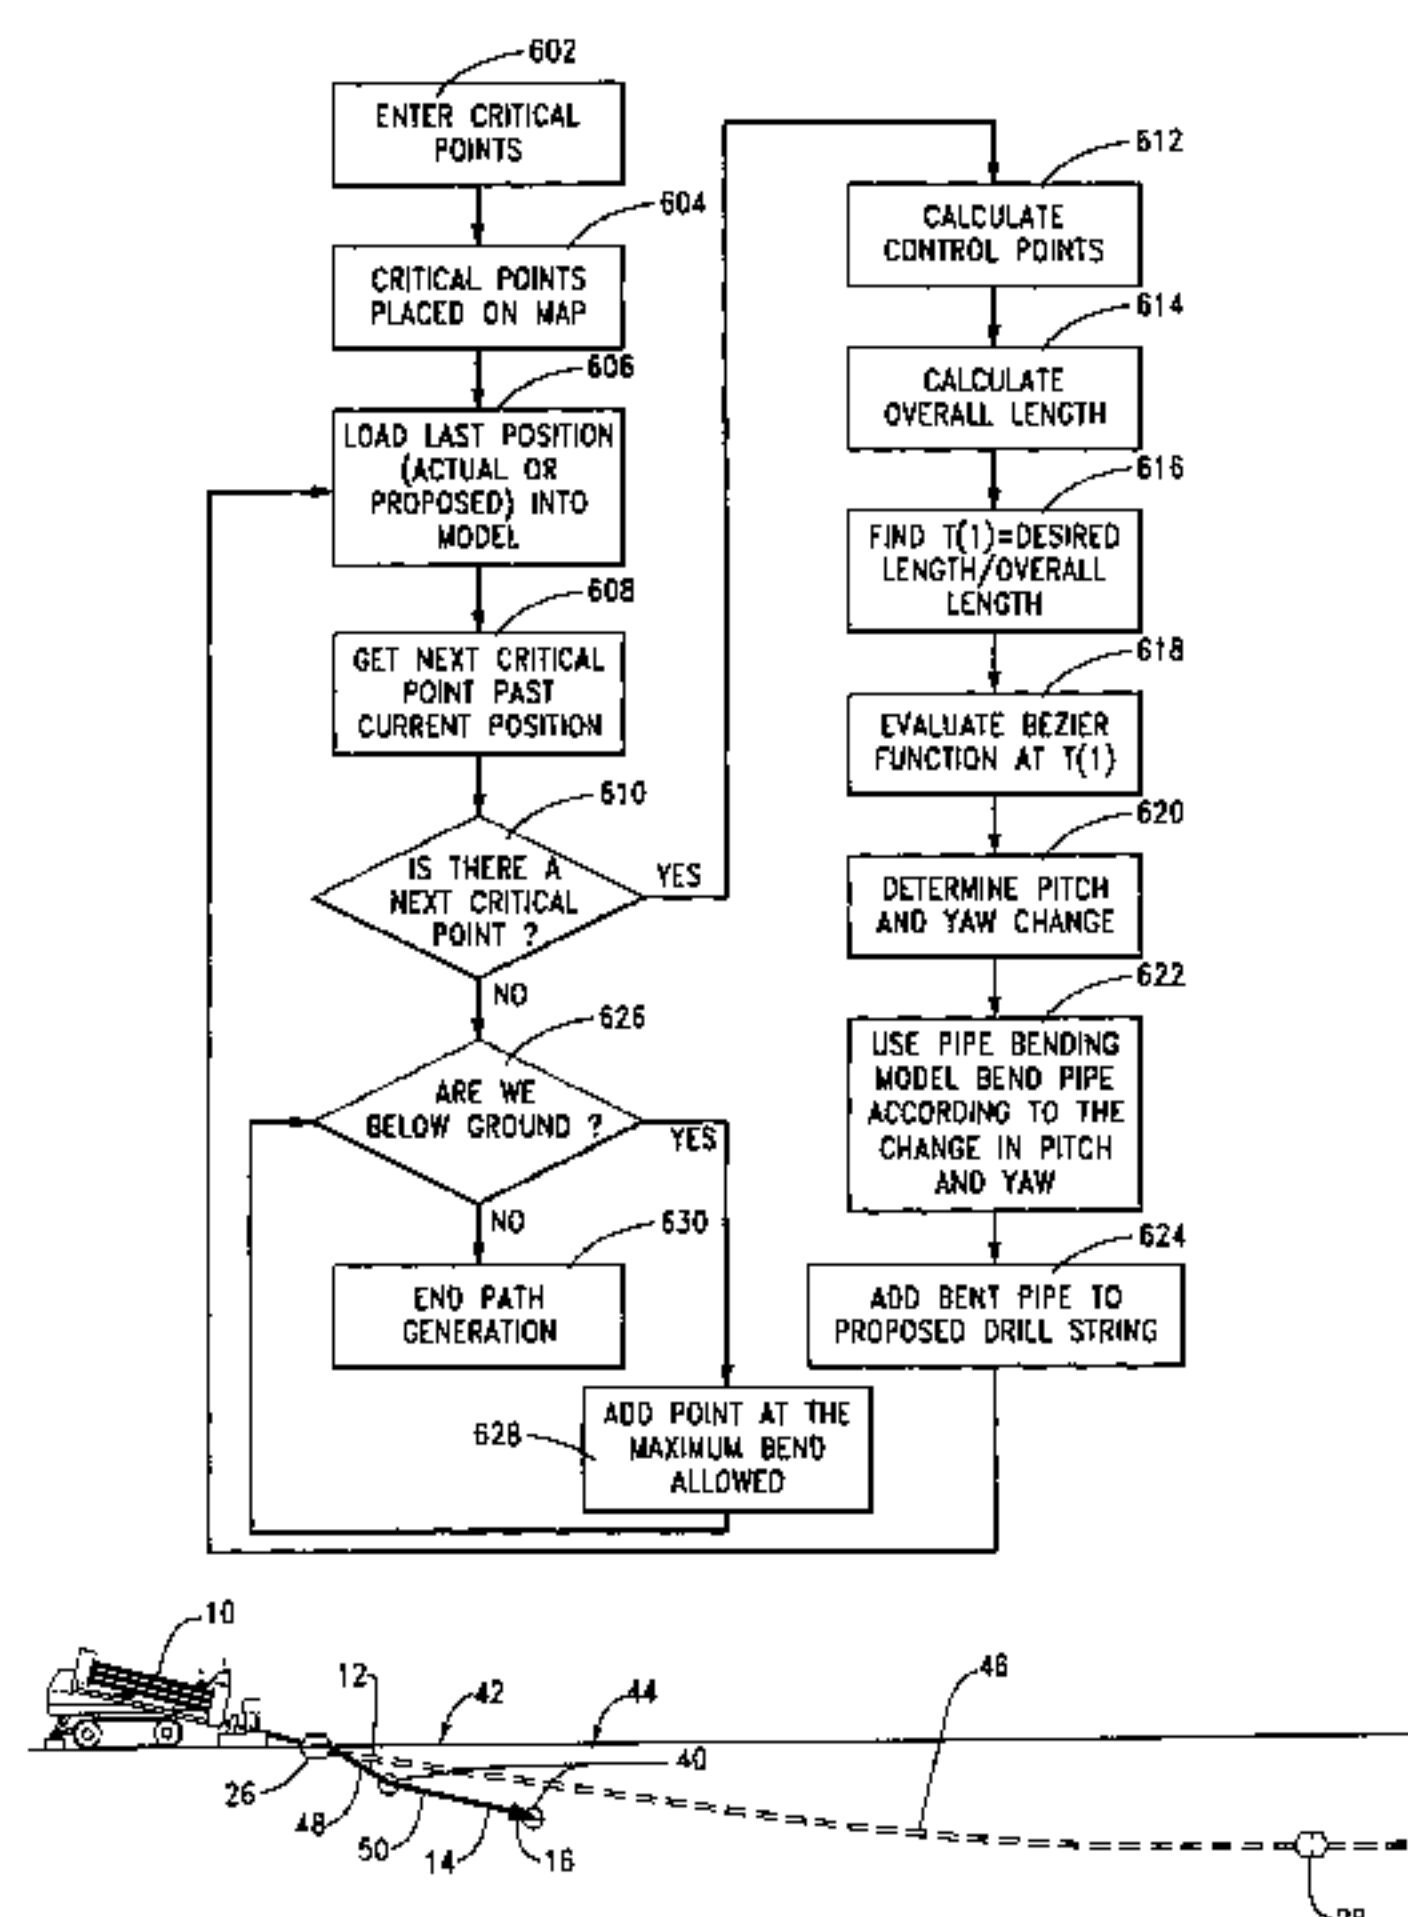 602
ENTER CRITICAL
POINTS
604
CRITICAL POINTS
PLACED ON MAP
606
LOAD LAST POSITION
(ACTUAL OR
PROPOSED) INTO
MODEL
608
GET NEXT CRITICAL
POINT PAST
CURRENT POSITION
610
IS THERE A
NEXT CRITICAL
POINT ?
YES
NO
626
ARE WE
BELOW GROUND ?
YES
NO
630
END PATH
GENERATION
628
ADD POINT AT THE
MAXIMUM BEND
ALLOWED
612
CALCULATE
CONTROL POINTS
614
CALCULATE
OVERALL LENGTH
616
FIND T(1)=DESIRED
LENGTH/OVERALL
LENGTH
618
EVALUATE BEZIER
FUNCTION AT T(1)
620
DETERMINE PITCH
AND YAW CHANGE
622
USE PIPE BENDING
MODEL BEND PIPE
ACCORDING TO THE
CHANGE IN PITCH
AND YAW
624
ADD BENT PIPE TO
PROPOSED DRILL STRING
10
12
42
44
46
26
48
50
14
16
40